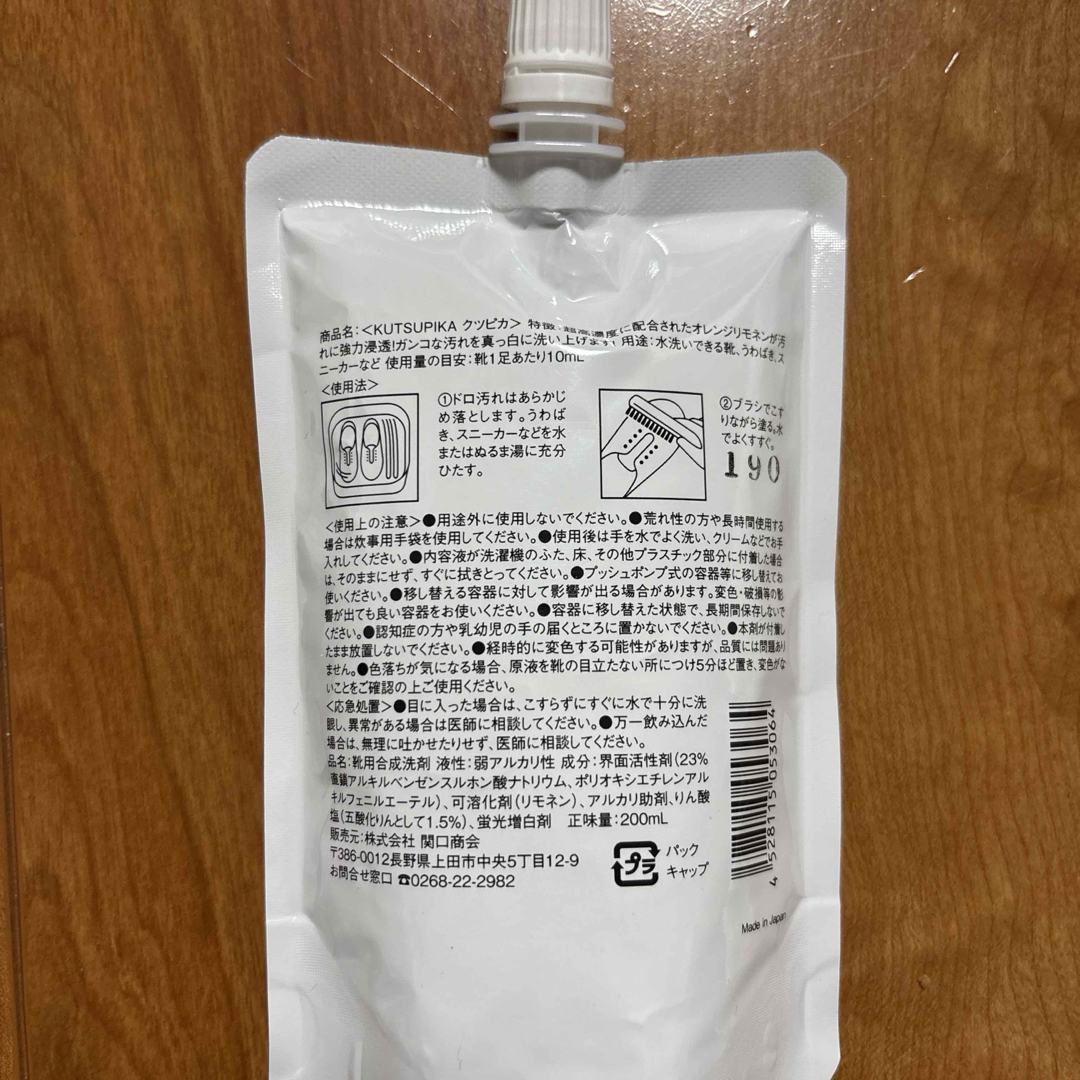 商品名：＜KUTSUPIKA クツピカ＞ 特徴：超高濃度に配合されたオレンジリモネンが汚
れに強力浸透！ガンコな汚れを真っ白に洗い上げます！ 用途：水洗いできる靴、うわばき、ス
ニーカーなど 使用量の目安：靴1足あたり10mL
＜使用法＞
①ドロ汚れはあらかじ
め落とします。うわば
き、スニーカーなどを水
またはぬるま湯に充分
ひたす。
②ブラシでこす
りながら塗る。水
でよくすすぐ。
190
＜使用上の注意＞●用途外に使用しないでください。●荒れ性の方や長時間使用する
場合は炊事用手袋を使用してください。●使用後は手を水でよく洗い、クリームなどでお手
入れしてください。●内容液が洗濯機のふた、床、その他プラスチック部分に付着した場合
は、そのままにせず、すぐに拭きとってください。●プッシュポンプ式の容器等に移し替えてお
使いください。●移し替える容器に対して影響が出る場合があります。変色・破損等の影
響が出ても良い容器をお使いください。●容器に移し替えた状態で、長期間保存しないで
ください。●認知症の方や乳幼児の手の届くところに置かないでください。●本剤が付着し
たまま放置しないでください。●経時的に変色する可能性がありますが、品質には問題あり
ません。●色落ちが気になる場合、原液を靴の目立たない所につけ5分ほど置き、変色がな
いことをご確認の上ご使用ください。
＜応急処置＞●目に入った場合は、こすらずにすぐに水で十分に洗
眼し、異常がある場合は医師に相談してください。●万一飲み込んだ
場合は、無理に吐かせたりせず、医師に相談してください。
品名：靴用合成洗剤 液性：弱アルカリ性 成分：界面活性剤（23%
直鎖アルキルベンゼンスルホン酸ナトリウム、ポリオキシエチレンアル
キルフェニルエーテル）、可溶化剤（リモネン）、アルカリ助剤、りん酸
塩（五酸化りんとして1.5%）、蛍光増白剤 正味量：200mL
販売元：株式会社 関口商会
〒386-0012長野県上田市中央5丁目12-9
お問合せ窓口 ☎0268-22-2982
プラ
パック
キャップ
4 528115 053064
Made in Japan